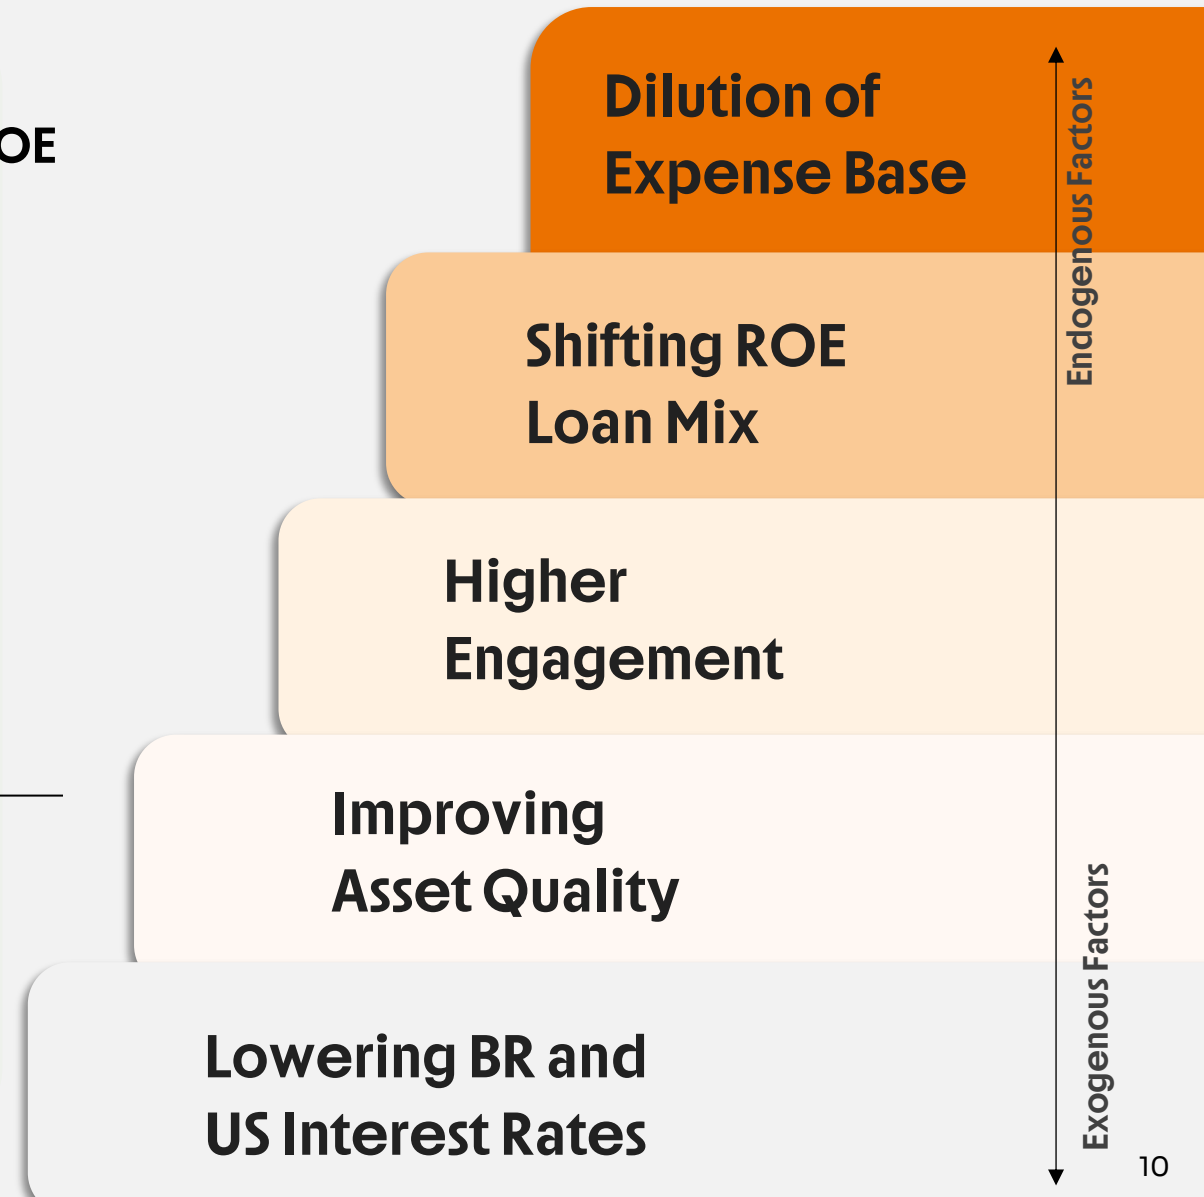 OE
Dilution of
Expense Base
Shifting ROE
Loan Mix
Higher
Engagement
Improving
Asset Quality
Lowering BR and
US Interest Rates
Endogenous Factors
Exogenous Factors
10